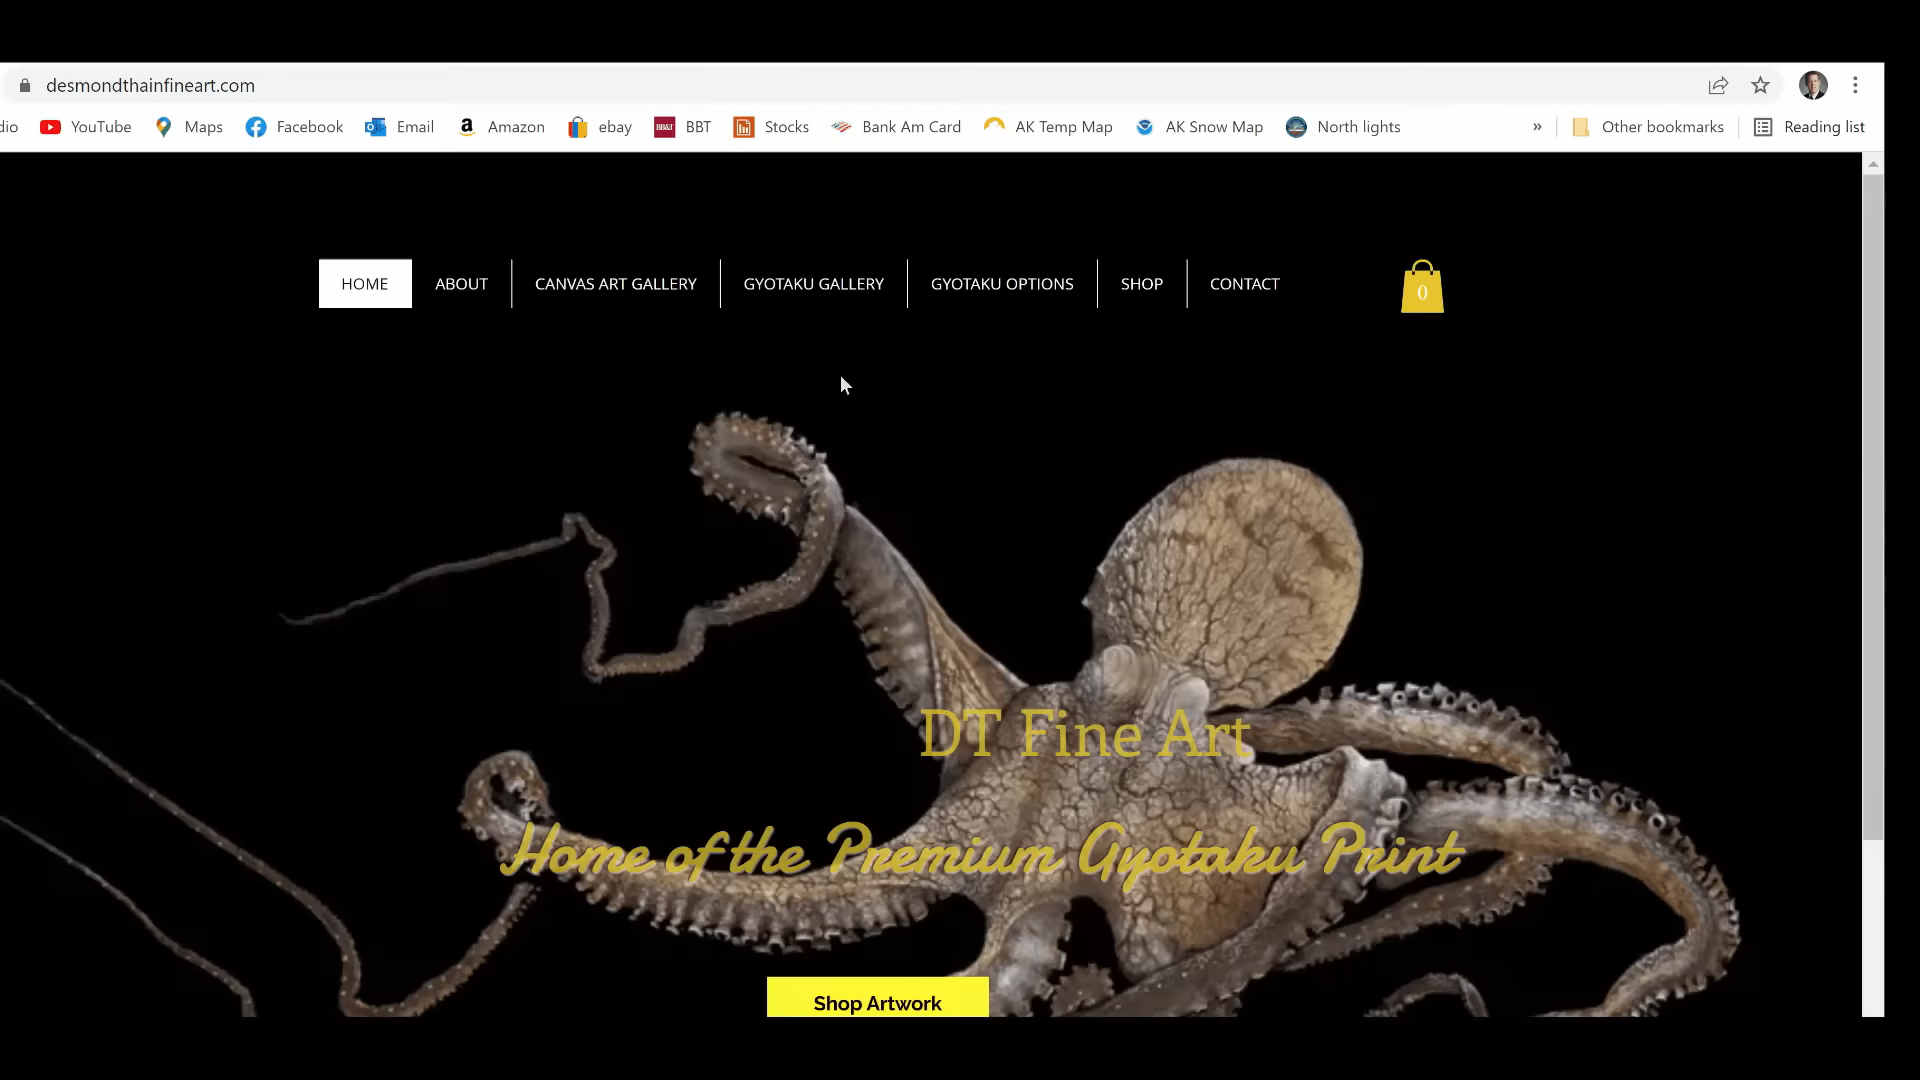 desmondthainfineart.com
dio YouTube Maps Facebook Email Amazon ebay BBT Stocks Bank Am Card AK Temp Map AK Snow Map North lights » Other bookmarks Reading list
HOME ABOUT CANVAS ART GALLERY GYOTAKU GALLERY GYOTAKU OPTIONS SHOP CONTACT 0
DT Fine Art
Home of the Premium Gyotaku Print
Shop Artwork